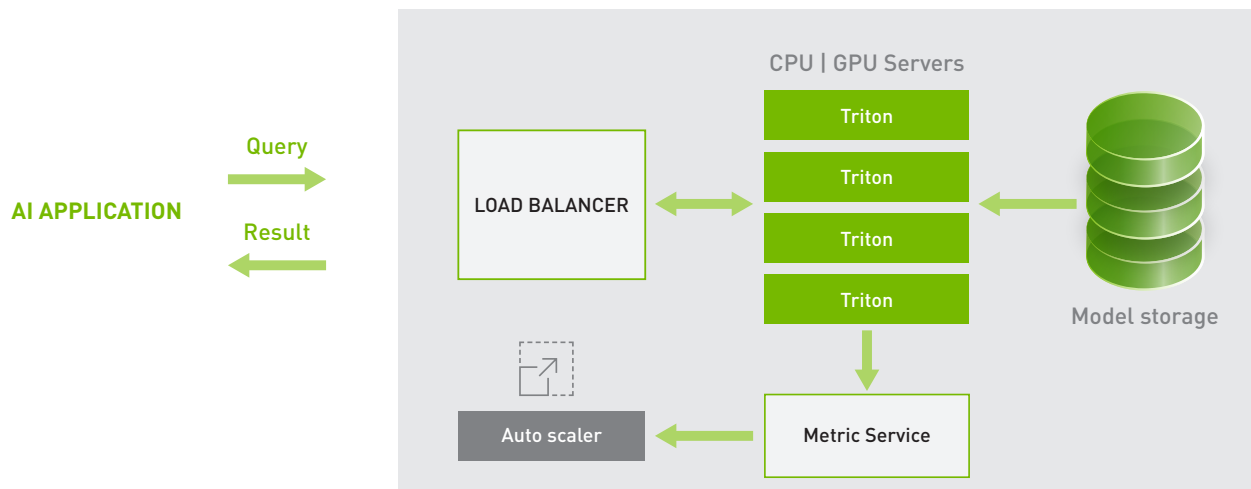 AI APPLICATION
Query
Result
LOAD BALANCER
CPU | GPU Servers
Triton
Triton
Triton
Triton
Model storage
Auto scaler
Metric Service